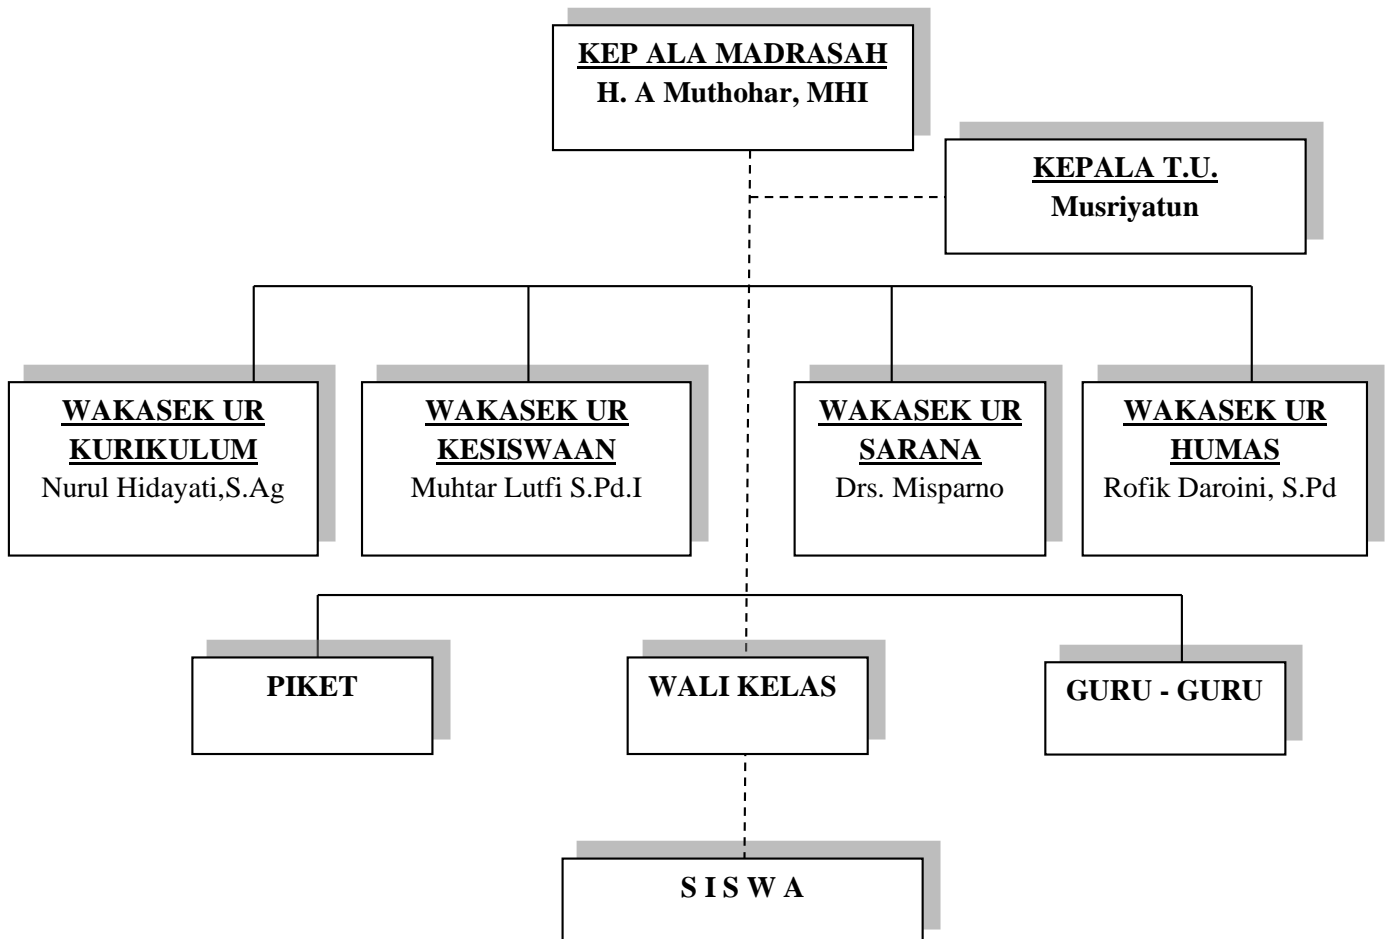 KEP ALA MADRASAH
H. A Muthohar, MHI
KEPALA T.U.
Musriyatun
WAKASEK UR
KURIKULUM
Nurul Hidayati,S.Ag
WAKASEK UR
KESISWAAN
Muhtar Lutfi S.Pd.I
WAKASEK UR
SARANA
Drs. Misparno
WAKASEK UR
HUMAS
Rofik Daroini, S.Pd
PIKET
WALI KELAS
GURU - GURU
S I S W A